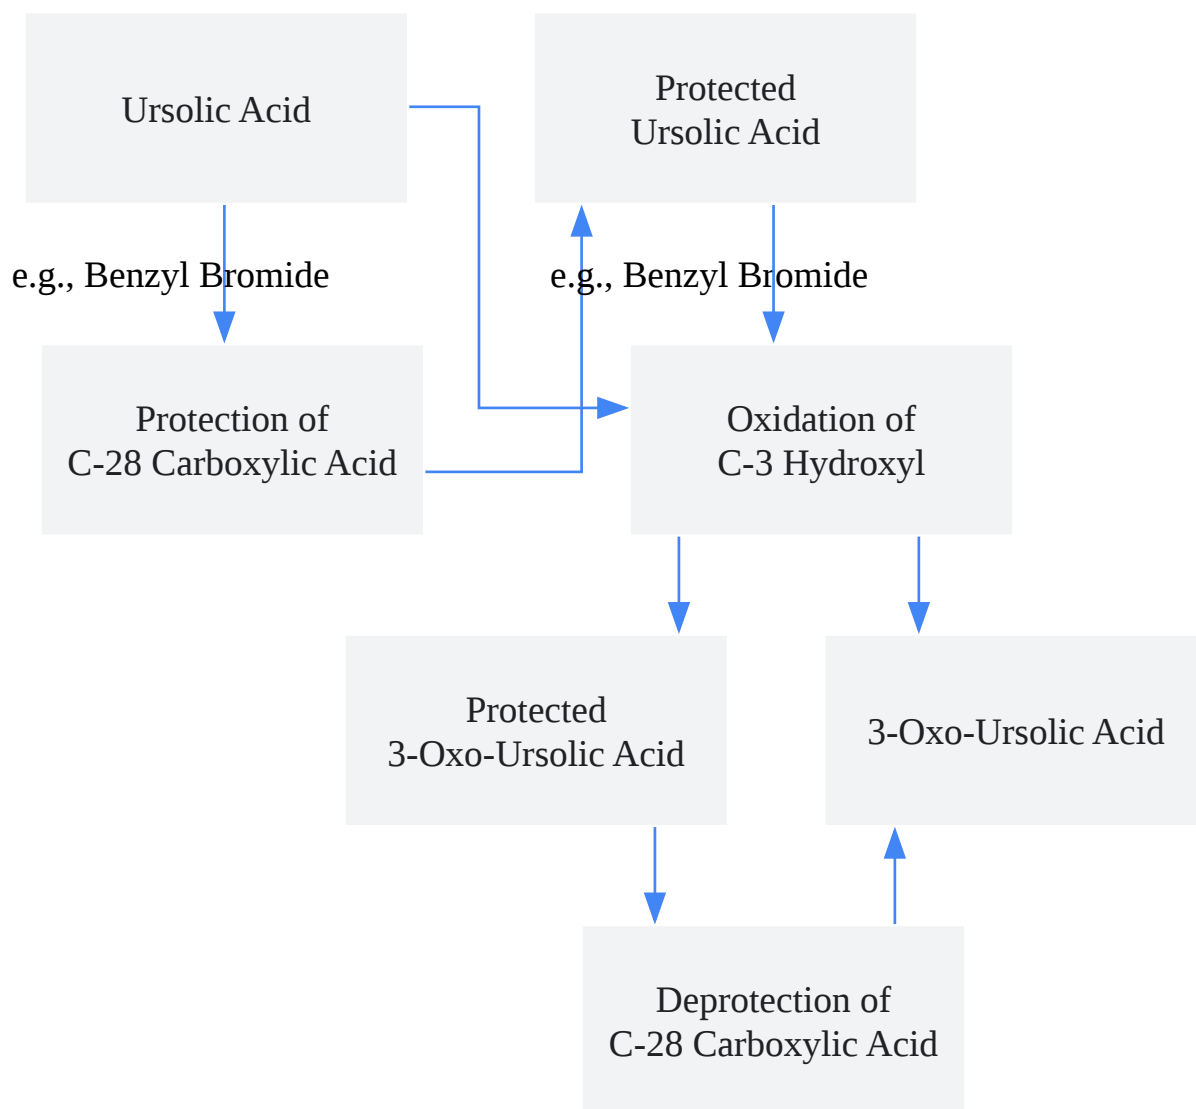 Ursolic Acid
Protected
Ursolic Acid
e.g., Benzyl Bromide
e.g., Benzyl Bromide
Protection of
C-28 Carboxylic Acid
Oxidation of
C-3 Hydroxyl
Protected
3-Oxo-Ursolic Acid
3-Oxo-Ursolic Acid
Deprotection of
C-28 Carboxylic Acid